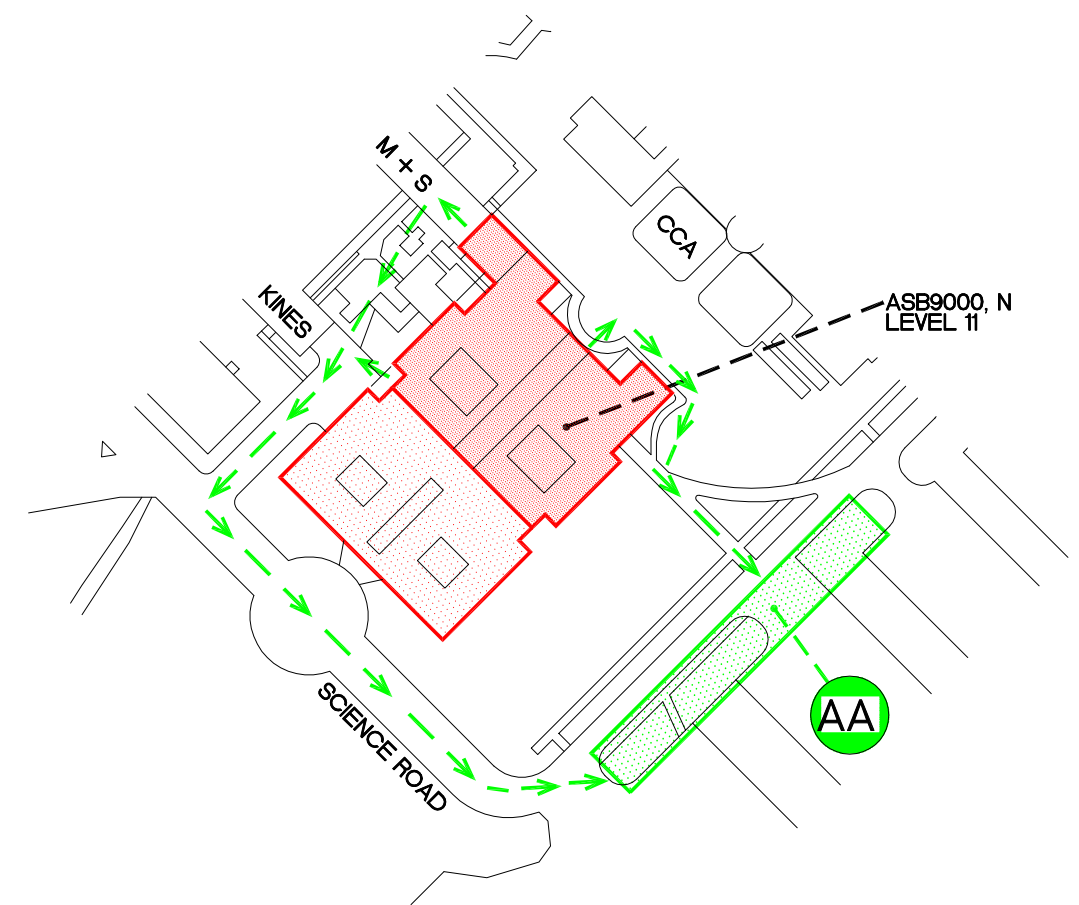 M + S
CCA
KINES
ASB9000, N
LEVEL 11
AA
SCIENCE ROAD